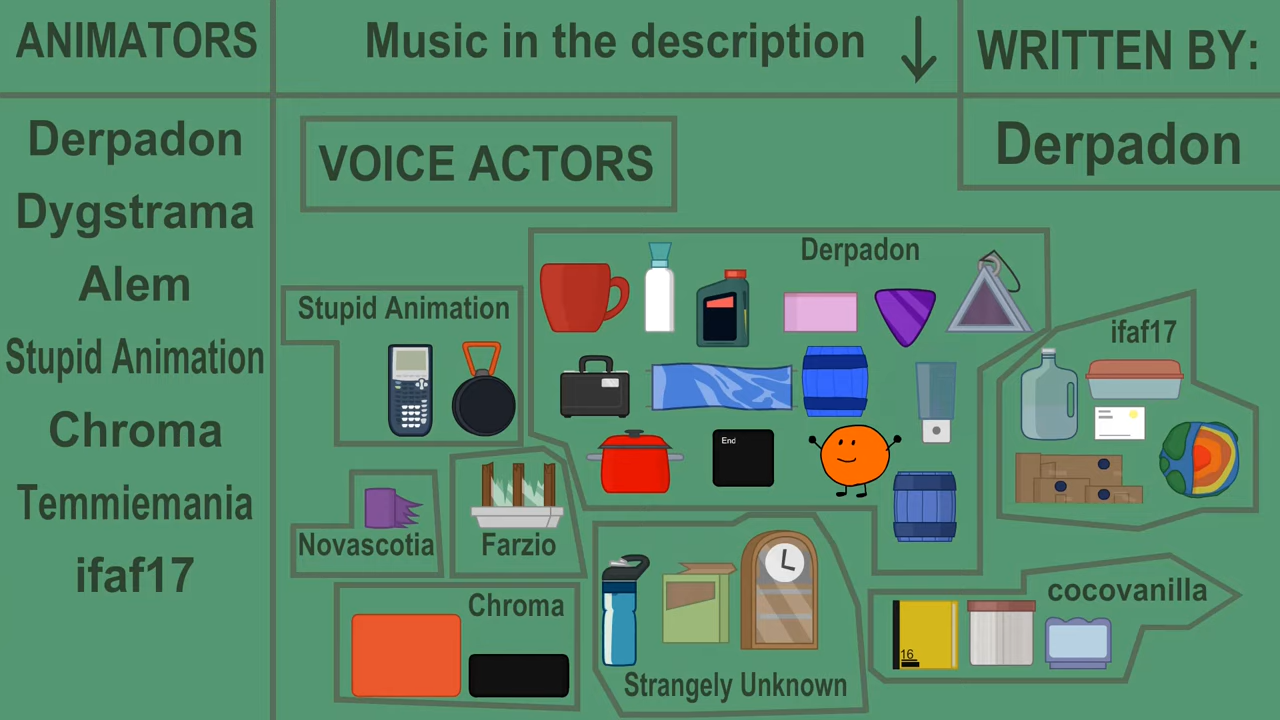 ANIMATORS
Music in the description
WRITTEN BY:
Derpadon
Derpadon
Dygstrama
Alem
Stupid Animation
Chroma
Temmiemania
ifaf17
VOICE ACTORS
Derpadon
Stupid Animation
ifaf17
End
Novascotia
Farzio
Chroma
Strangely Unknown
cocovanilla
16